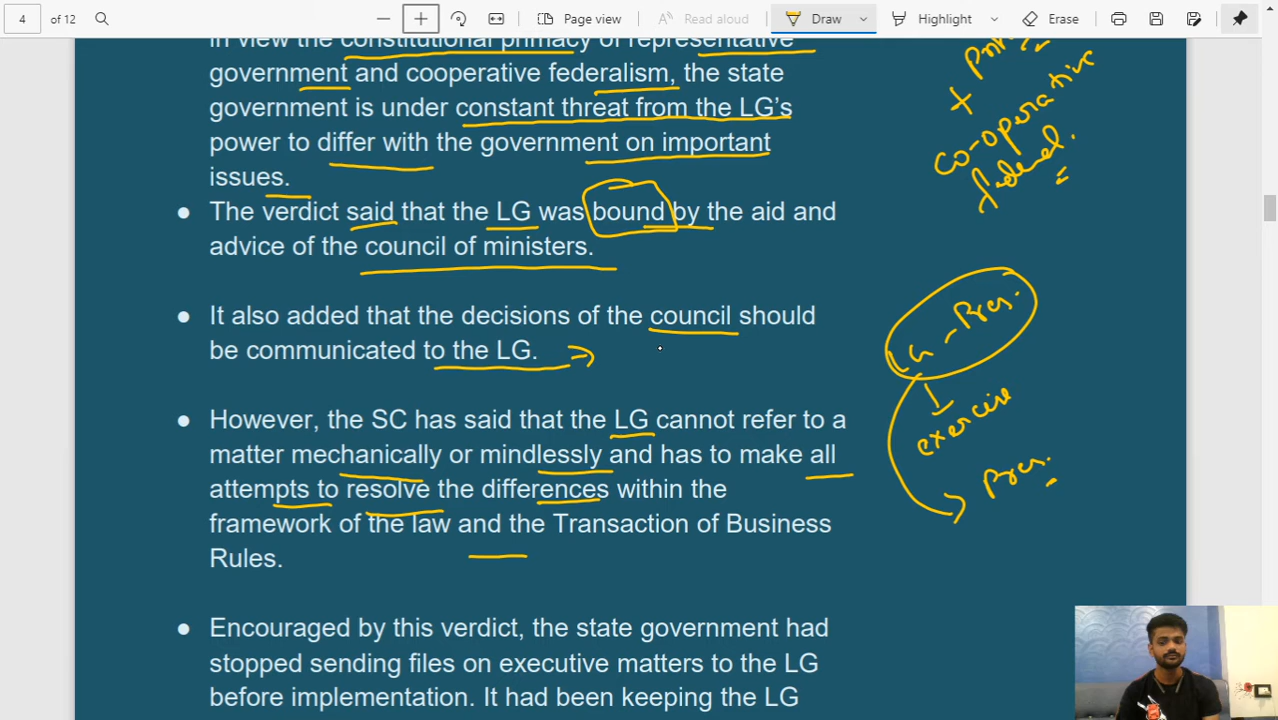 4 of 12 Page view Read aloud Draw Highlight Erase
in view the constitutional primacy of representative
government and cooperative federalism, the state
government is under constant threat from the LG's
power to differ with the government on important
issues.
● The verdict said that the LG was bound by the aid and
advice of the council of ministers.
● It also added that the decisions of the council should
be communicated to the LG.
● However, the SC has said that the LG cannot refer to a
matter mechanically or mindlessly and has to make all
attempts to resolve the differences within the
framework of the law and the Transaction of Business
Rules.
● Encouraged by this verdict, the state government had
stopped sending files on executive matters to the LG
before implementation. It had been keeping the LG
+
co-operative
federal.
LG - Pres.
exercise
Pres.